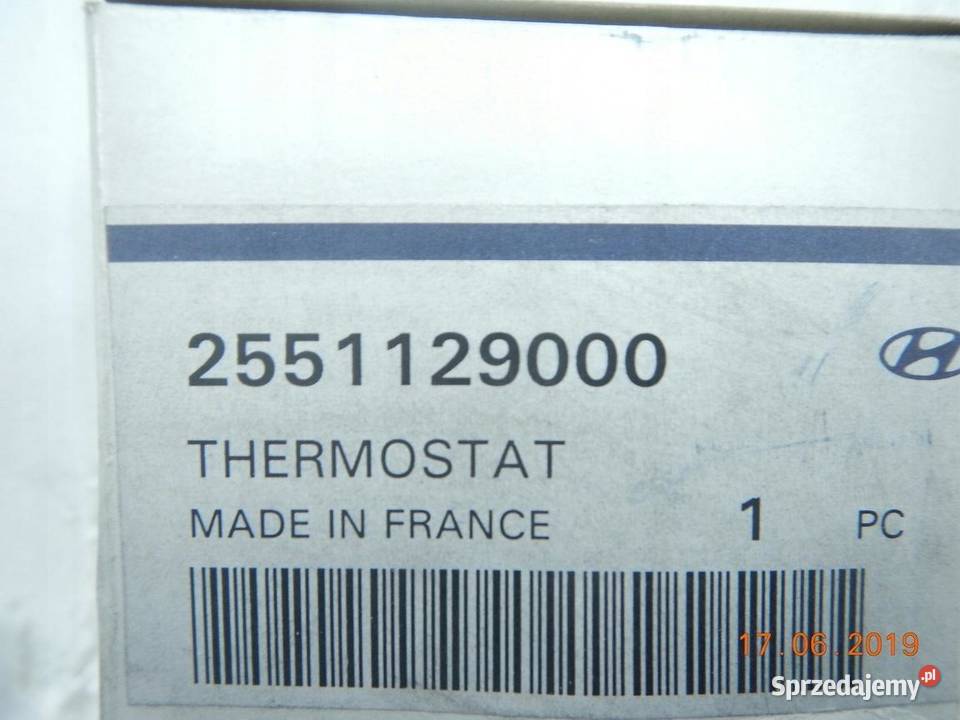 2551129000
THERMOSTAT
MADE IN FRANCE 1 PC
17.06.2019
Sprzedajemy.pl